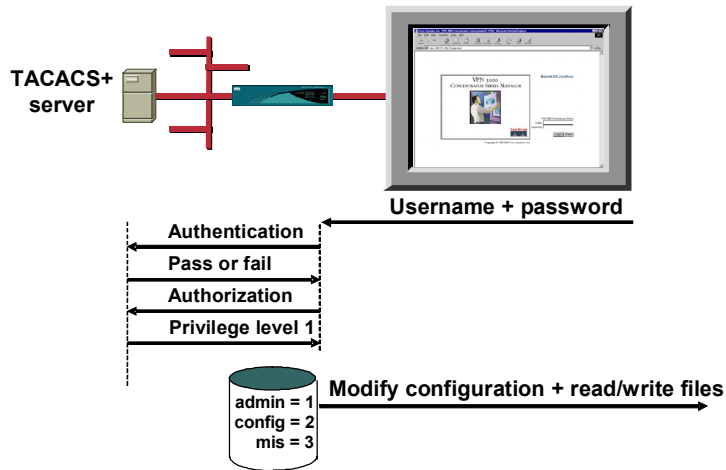 TACACS+
server
VPN 3000
CONCENTRATOR SERIES MANAGER
Login
Username + password
Authentication
Pass or fail
Authorization
Privilege level 1
admin = 1
config = 2
mis = 3
Modify configuration + read/write files